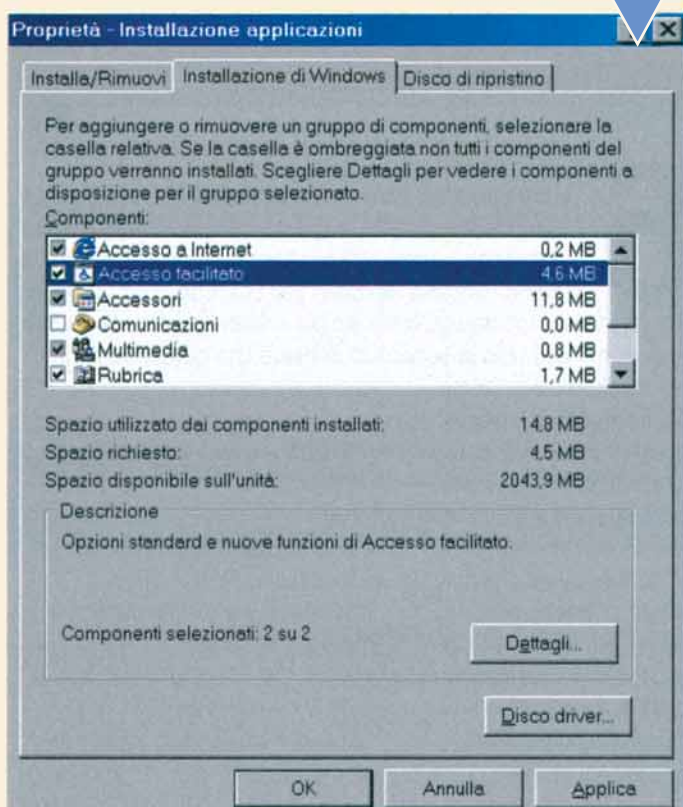 Proprietà - Installazione applicazioni
Installa/Rimuovi
Installazione di Windows
Disco di ripristino
Per aggiungere o rimuovere un gruppo di componenti, selezionare la
casella relativa. Se la casella è ombreggiata non tutti i componenti del
gruppo verranno installati. Scegliere Dettagli per vedere i componenti a
disposizione per il gruppo selezionato.
Componenti:
Accesso a Internet 0,2 MB
Accesso facilitato 4,6 MB
Accessori 11,8 MB
Comunicazioni 0,0 MB
Multimedia 0,8 MB
Rubrica 1,7 MB
Spazio utilizzato dai componenti installati: 14,8 MB
Spazio richiesto: 4,5 MB
Spazio disponibile sull'unità: 2043,9 MB
Descrizione
Opzioni standard e nuove funzioni di Accesso facilitato.
Componenti selezionati: 2 su 2
Dettagli...
Disco driver...
OK
Annulla
Applica